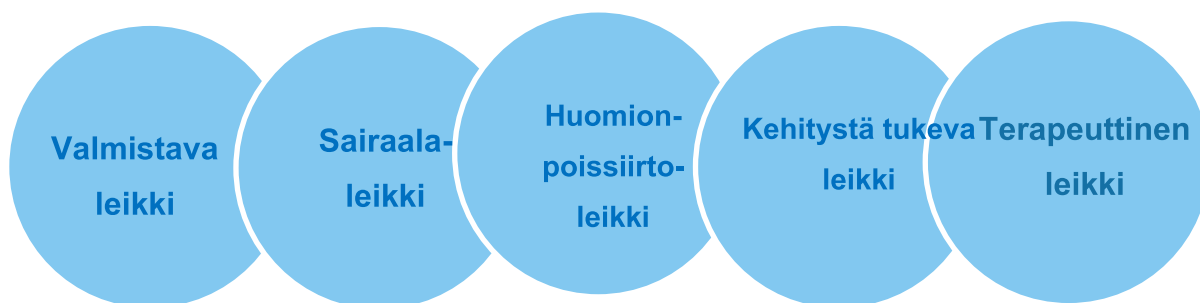 Valmistava
leikki
Sairaala-
leikki
Huomion-
poissiirto-
leikki
Kehitystä tukeva
leikki
Terapeuttinen
leikki